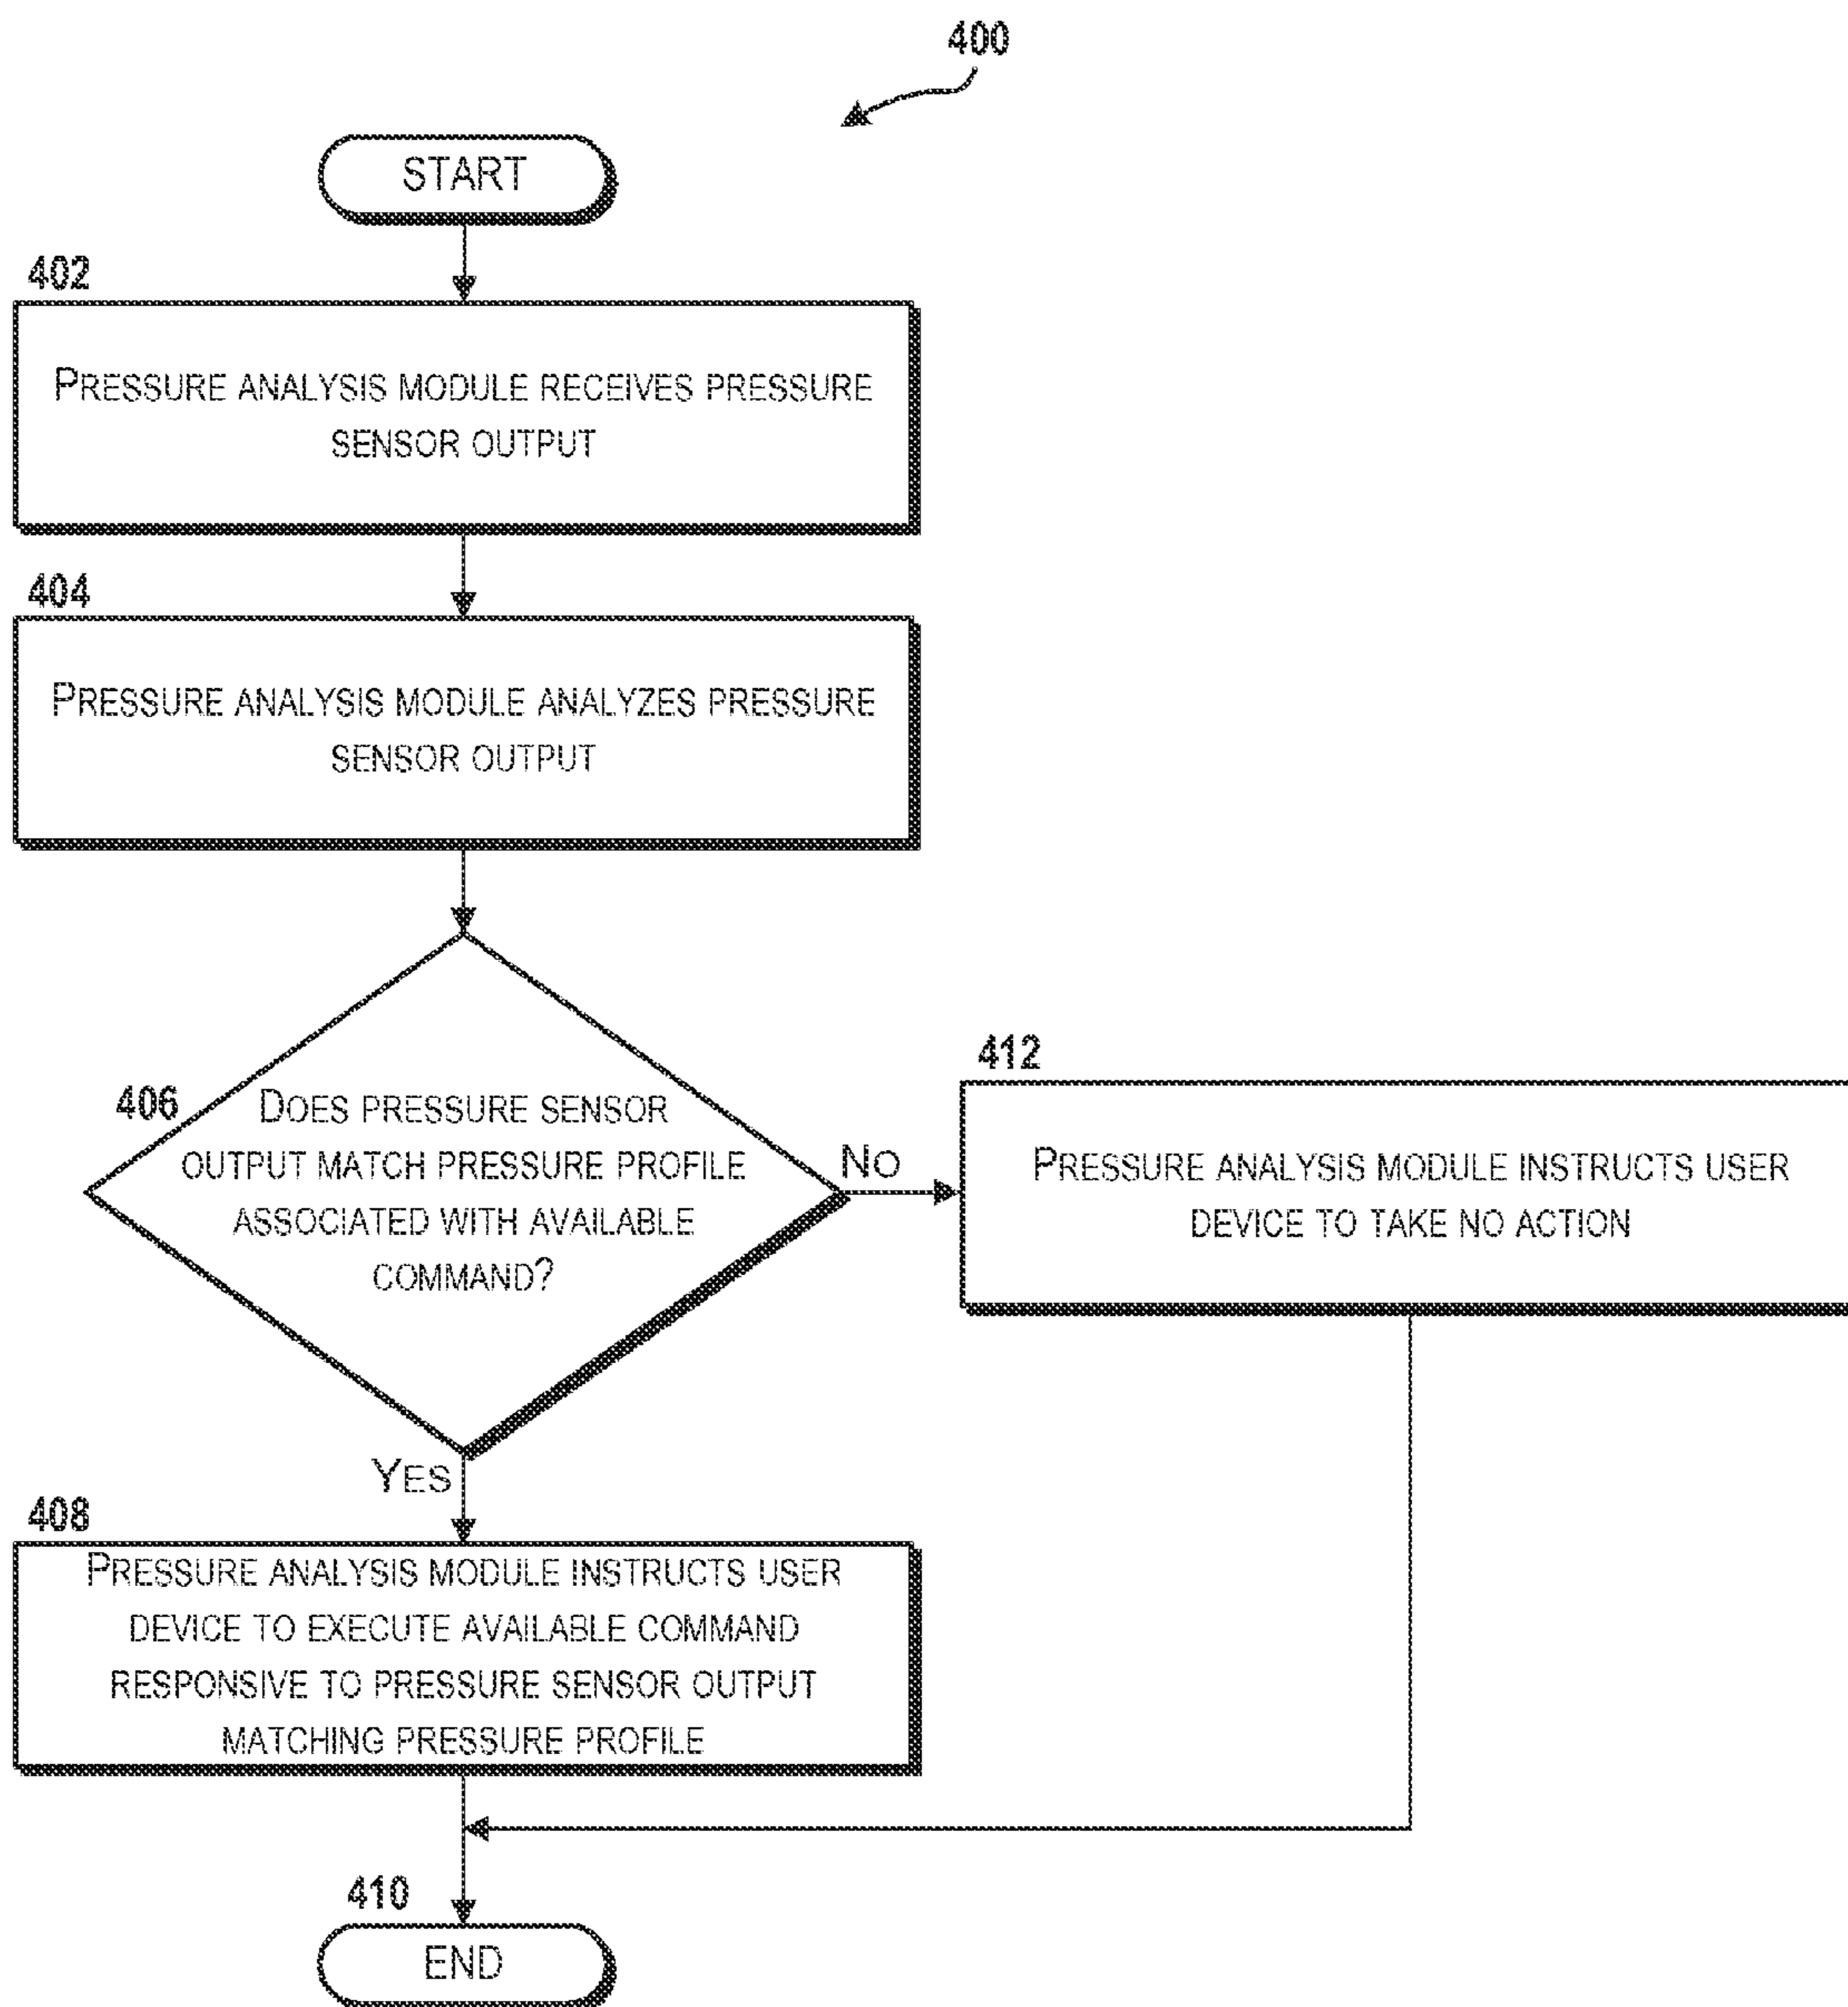 400
START
402
PRESSURE ANALYSIS MODULE RECEIVES PRESSURE
SENSOR OUTPUT
404
PRESSURE ANALYSIS MODULE ANALYZES PRESSURE
SENSOR OUTPUT
406
DOES PRESSURE SENSOR
OUTPUT MATCH PRESSURE PROFILE
ASSOCIATED WITH AVAILABLE
COMMAND?
NO
412
PRESSURE ANALYSIS MODULE INSTRUCTS USER
DEVICE TO TAKE NO ACTION
YES
408
PRESSURE ANALYSIS MODULE INSTRUCTS USER
DEVICE TO EXECUTE AVAILABLE COMMAND
RESPONSIVE TO PRESSURE SENSOR OUTPUT
MATCHING PRESSURE PROFILE
410
END